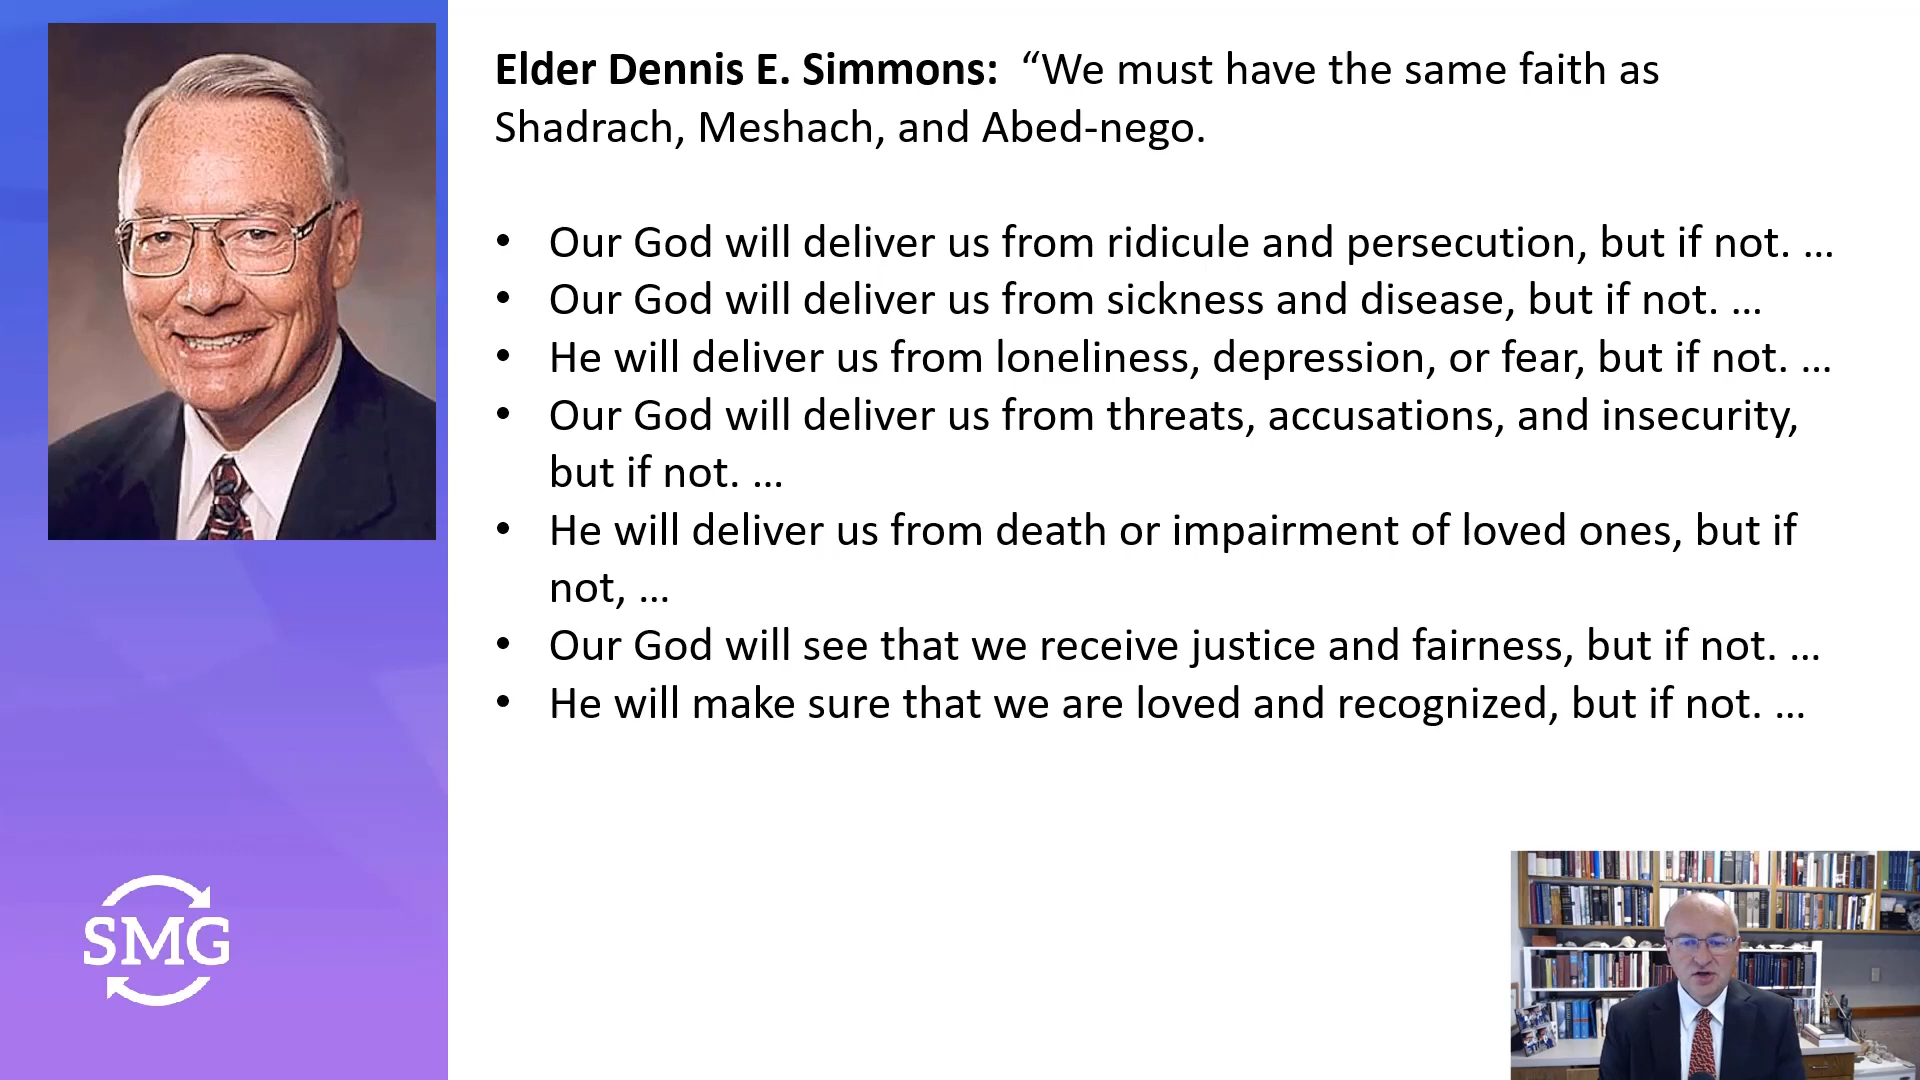 Elder Dennis E. Simmons: “We must have the same faith as
Shadrach, Meshach, and Abed-nego.
• Our God will deliver us from ridicule and persecution, but if not. …
• Our God will deliver us from sickness and disease, but if not. …
• He will deliver us from loneliness, depression, or fear, but if not. …
• Our God will deliver us from threats, accusations, and insecurity,
but if not. …
• He will deliver us from death or impairment of loved ones, but if
not, …
• Our God will see that we receive justice and fairness, but if not. …
• He will make sure that we are loved and recognized, but if not. …
SMG